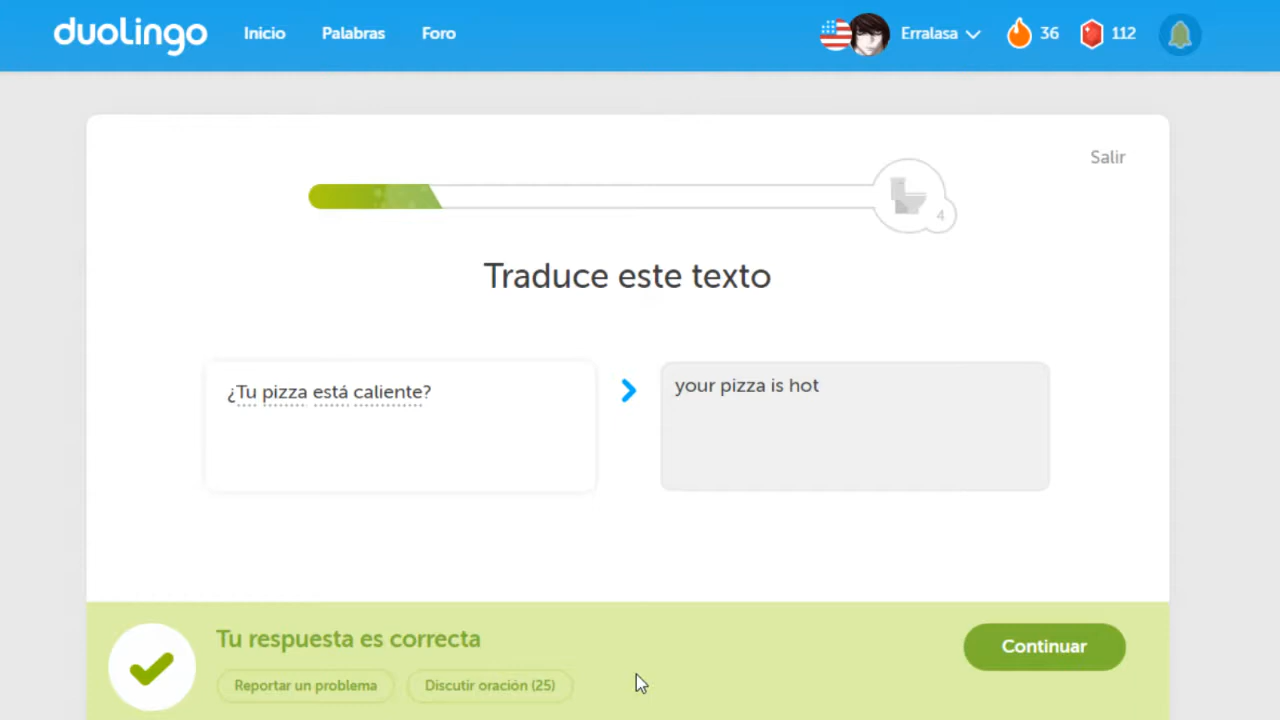 duolingo Inicio Palabras Foro Erralasa 36 112
Salir
4
Traduce este texto
¿Tu pizza está caliente?
your pizza is hot
Tu respuesta es correcta
Continuar
Reportar un problema Discutir oración (25)